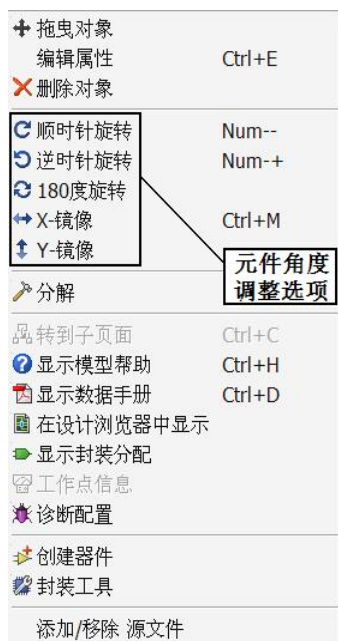 拖曳对象
编辑属性 Ctrl+E
删除对象
顺时针旋转 Num--
逆时针旋转 Num-+
180度旋转
X-镜像 Ctrl+M
Y-镜像
元件角度
调整选项
分解
转到子页面 Ctrl+C
显示模型帮助 Ctrl+H
显示数据手册 Ctrl+D
在设计浏览器中显示
显示封装分配
工作点信息
诊断配置
创建器件
封装工具
添加/移除 源文件